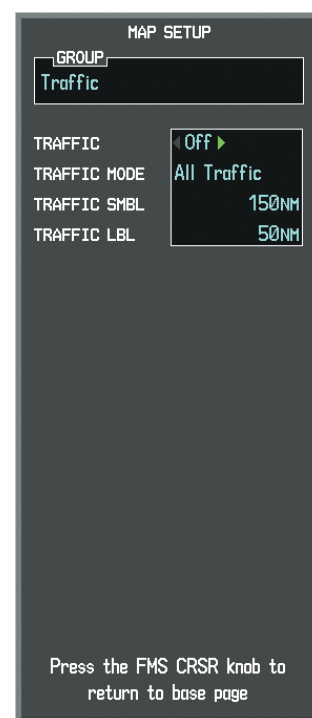 MAP SETUP
GROUP
Traffic
TRAFFIC Off
TRAFFIC MODE All Traffic
TRAFFIC SMBL 150NM
TRAFFIC LBL 50NM
Press the FMS CRSR knob to
return to base page